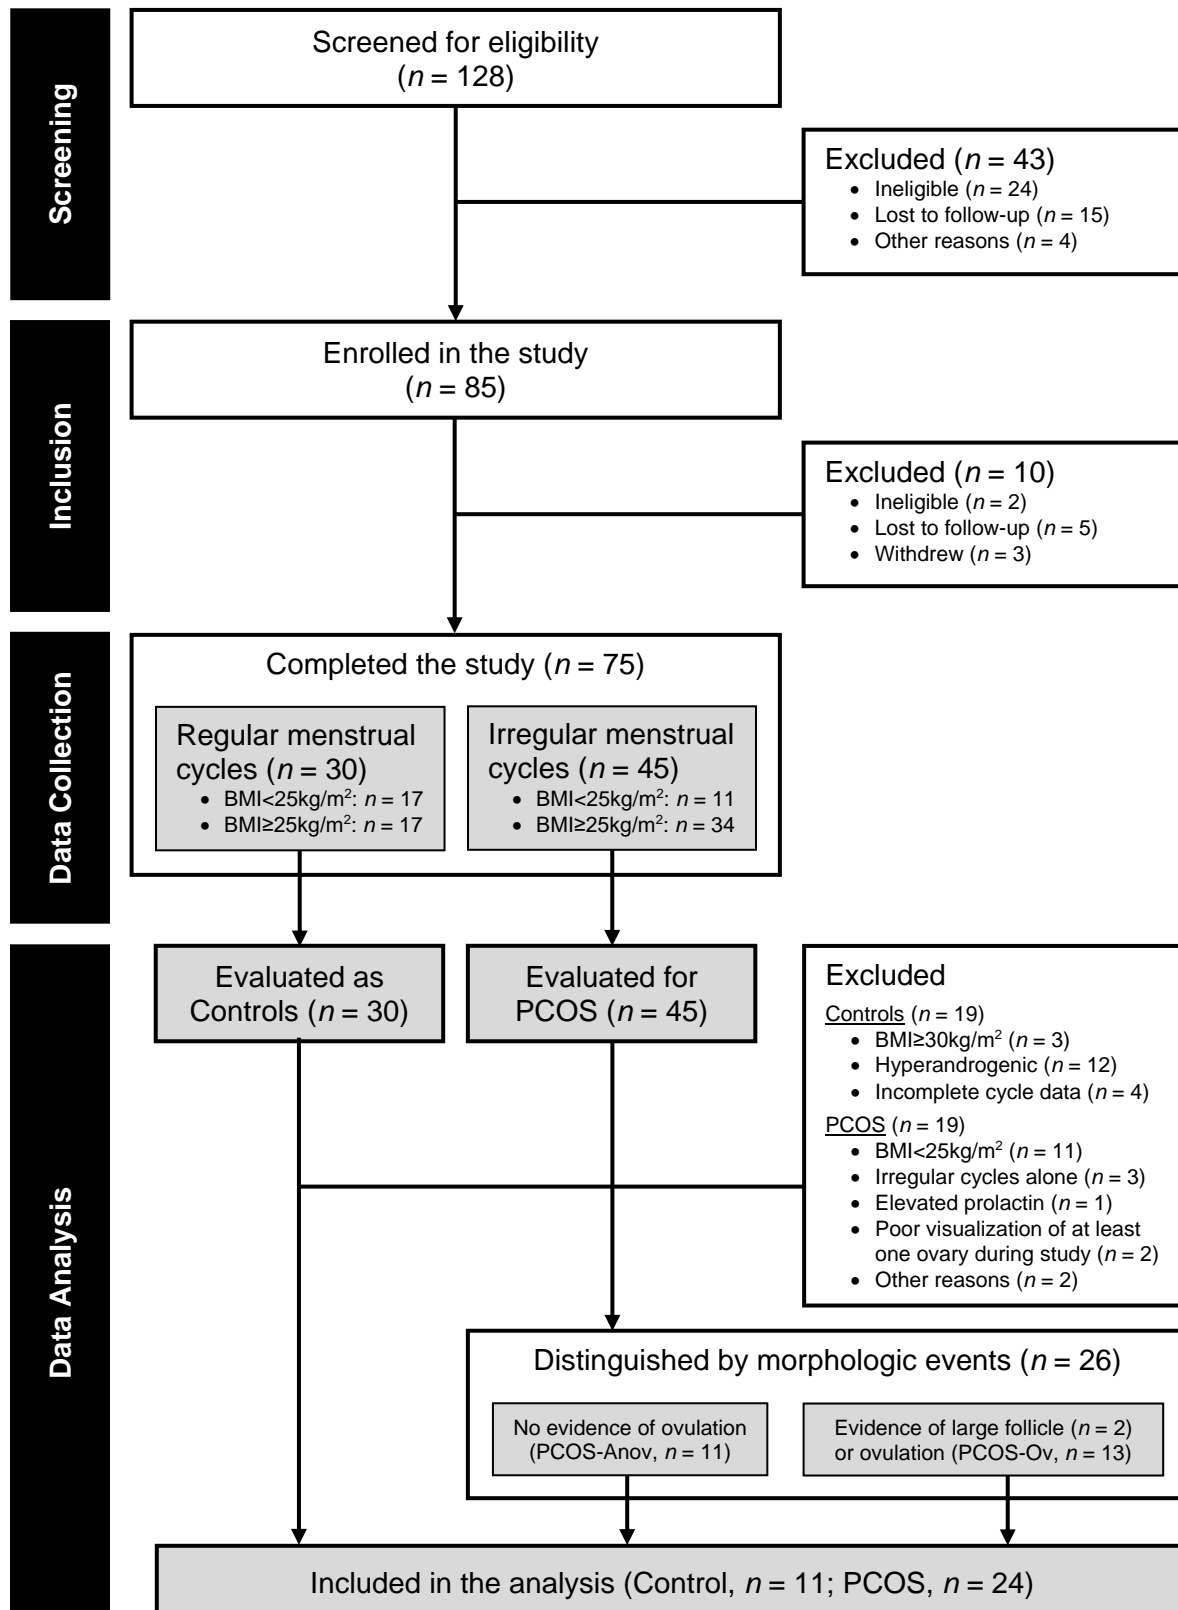 Screening
Screened for eligibility
(n = 128)
Excluded (n = 43)
• Ineligible (n = 24)
• Lost to follow-up (n = 15)
• Other reasons (n = 4)
Inclusion
Enrolled in the study
(n = 85)
Excluded (n = 10)
• Ineligible (n = 2)
• Lost to follow-up (n = 5)
• Withdrew (n = 3)
Data Collection
Completed the study (n = 75)
Regular menstrual
cycles (n = 30)
• BMI<25kg/m²: n = 17
• BMI≥25kg/m²: n = 17
Irregular menstrual
cycles (n = 45)
• BMI<25kg/m²: n = 11
• BMI≥25kg/m²: n = 34
Data Analysis
Evaluated as
Controls (n = 30)
Evaluated for
PCOS (n = 45)
Excluded
Controls (n = 19)
• BMI≥30kg/m² (n = 3)
• Hyperandrogenic (n = 12)
• Incomplete cycle data (n = 4)
PCOS (n = 19)
• BMI<25kg/m² (n = 11)
• Irregular cycles alone (n = 3)
• Elevated prolactin (n = 1)
• Poor visualization of at least
one ovary during study (n = 2)
• Other reasons (n = 2)
Distinguished by morphologic events (n = 26)
No evidence of ovulation
(PCOS-Anov, n = 11)
Evidence of large follicle (n = 2)
or ovulation (PCOS-Ov, n = 13)
Included in the analysis (Control, n = 11; PCOS, n = 24)